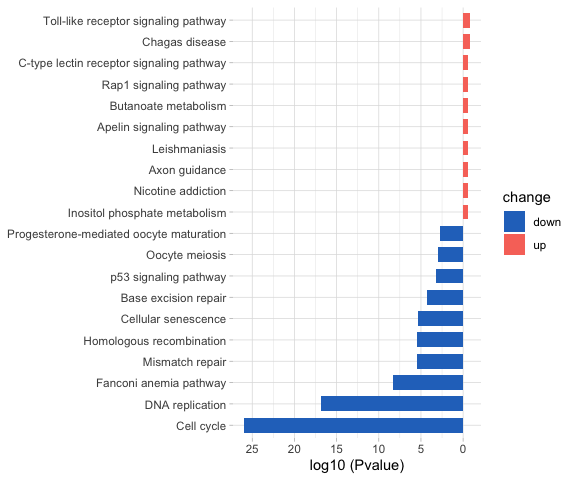 Toll-like receptor signaling pathway
Chagas disease
C-type lectin receptor signaling pathway
Rap1 signaling pathway
Butanoate metabolism
Apelin signaling pathway
Leishmaniasis
Axon guidance
Nicotine addiction
Inositol phosphate metabolism
Progesterone-mediated oocyte maturation
Oocyte meiosis
p53 signaling pathway
Base excision repair
Cellular senescence
Homologous recombination
Mismatch repair
Fanconi anemia pathway
DNA replication
Cell cycle
25 20 15 10 5 0
log10 (Pvalue)
change
down
up